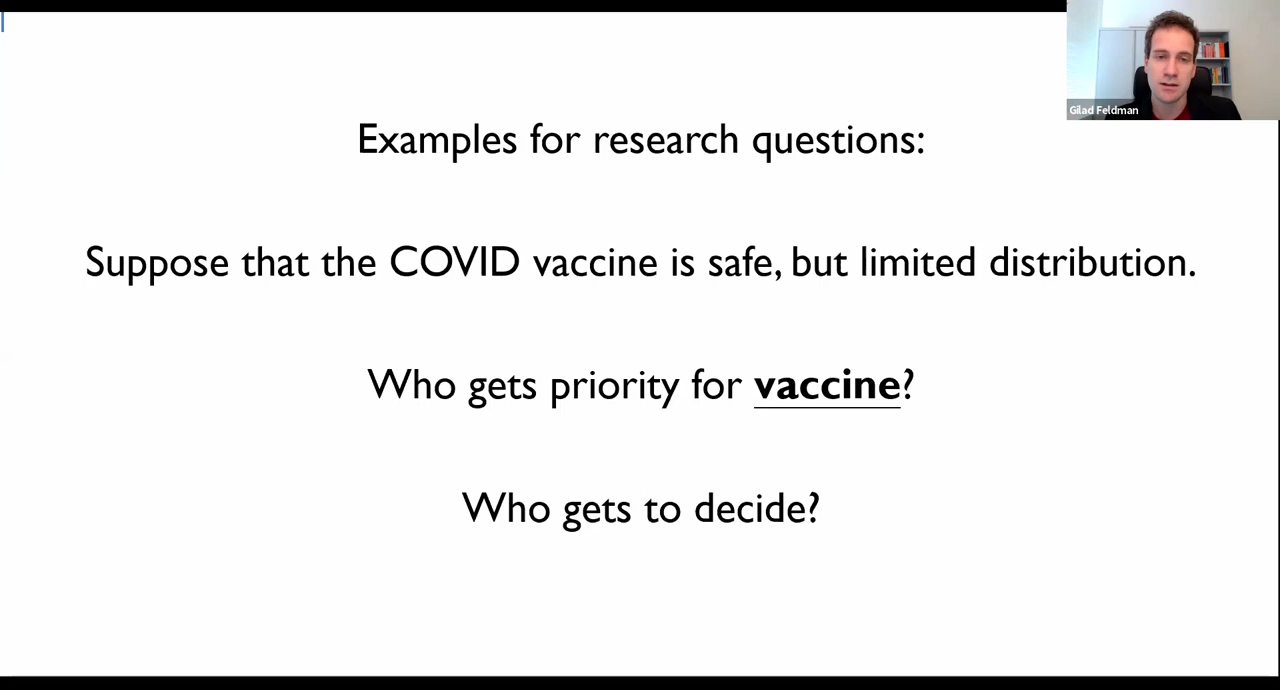 Examples for research questions:
Suppose that the COVID vaccine is safe, but limited distribution.
Who gets priority for vaccine?
Who gets to decide?
Gilad Feldman